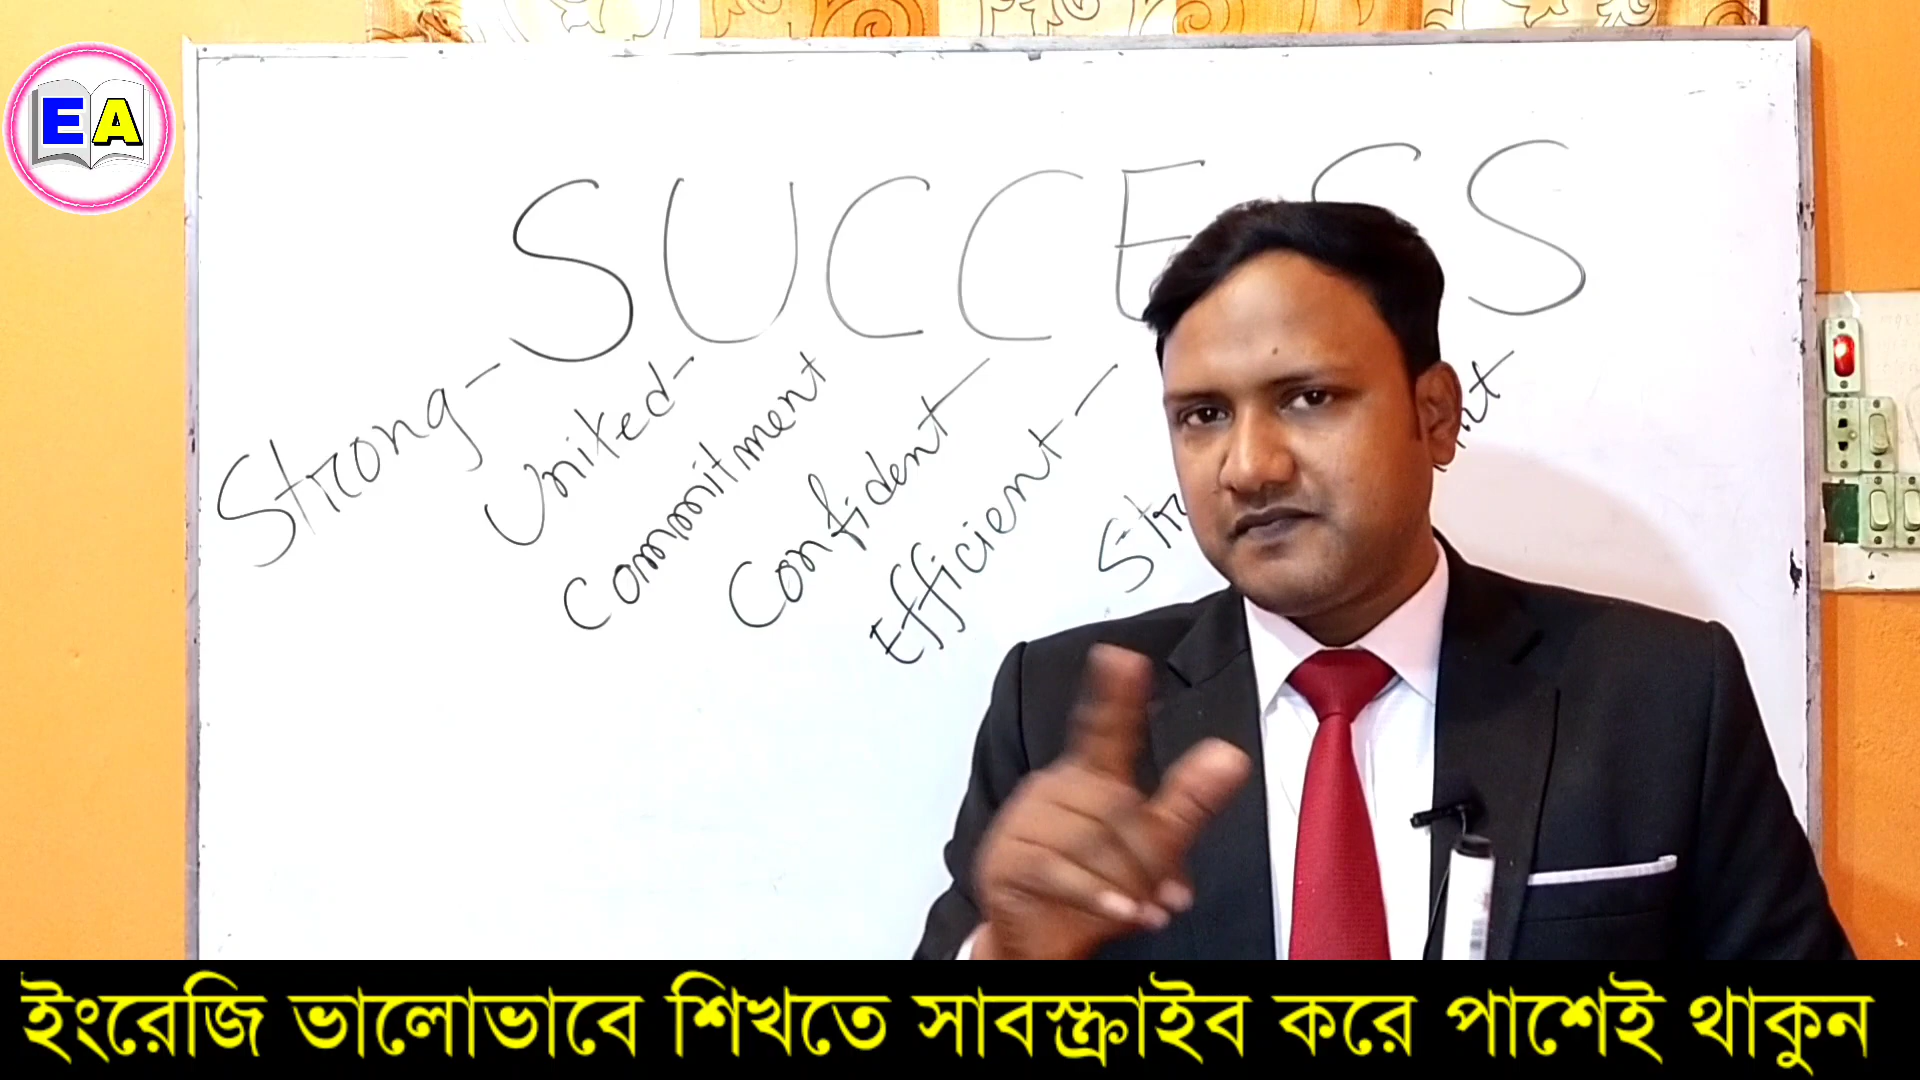 EA
SUCCESS
Strong-
United-
Commitment
Confident
Efficient-
ইংরেজি ভালোভাবে শিখতে সাবস্ক্রাইব করে পাশেই থাকুন